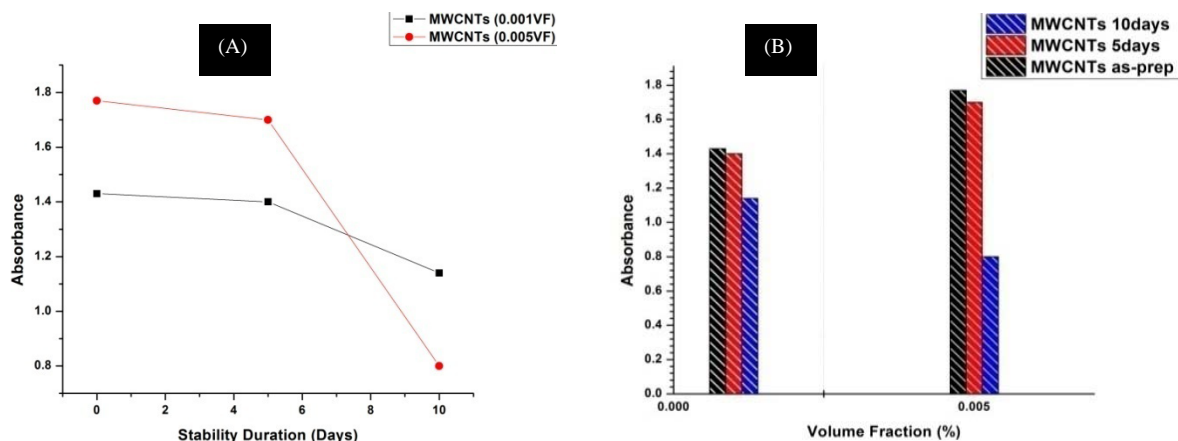 MWCNTs (0.001VF)
MWCNTs (0.005VF)
(A)
1.8
1.6
1.4
1.2
1.0
0.8
Absorbance
0 2 4 6 8 10
Stability Duration (Days)
MWCNTs 10days
MWCNTs 5days
MWCNTs as-prep
(B)
1.8
1.6
1.4
1.2
1.0
0.8
0.6
0.4
0.2
0.0
Absorbance
0.000 0.005
Volume Fraction (%)